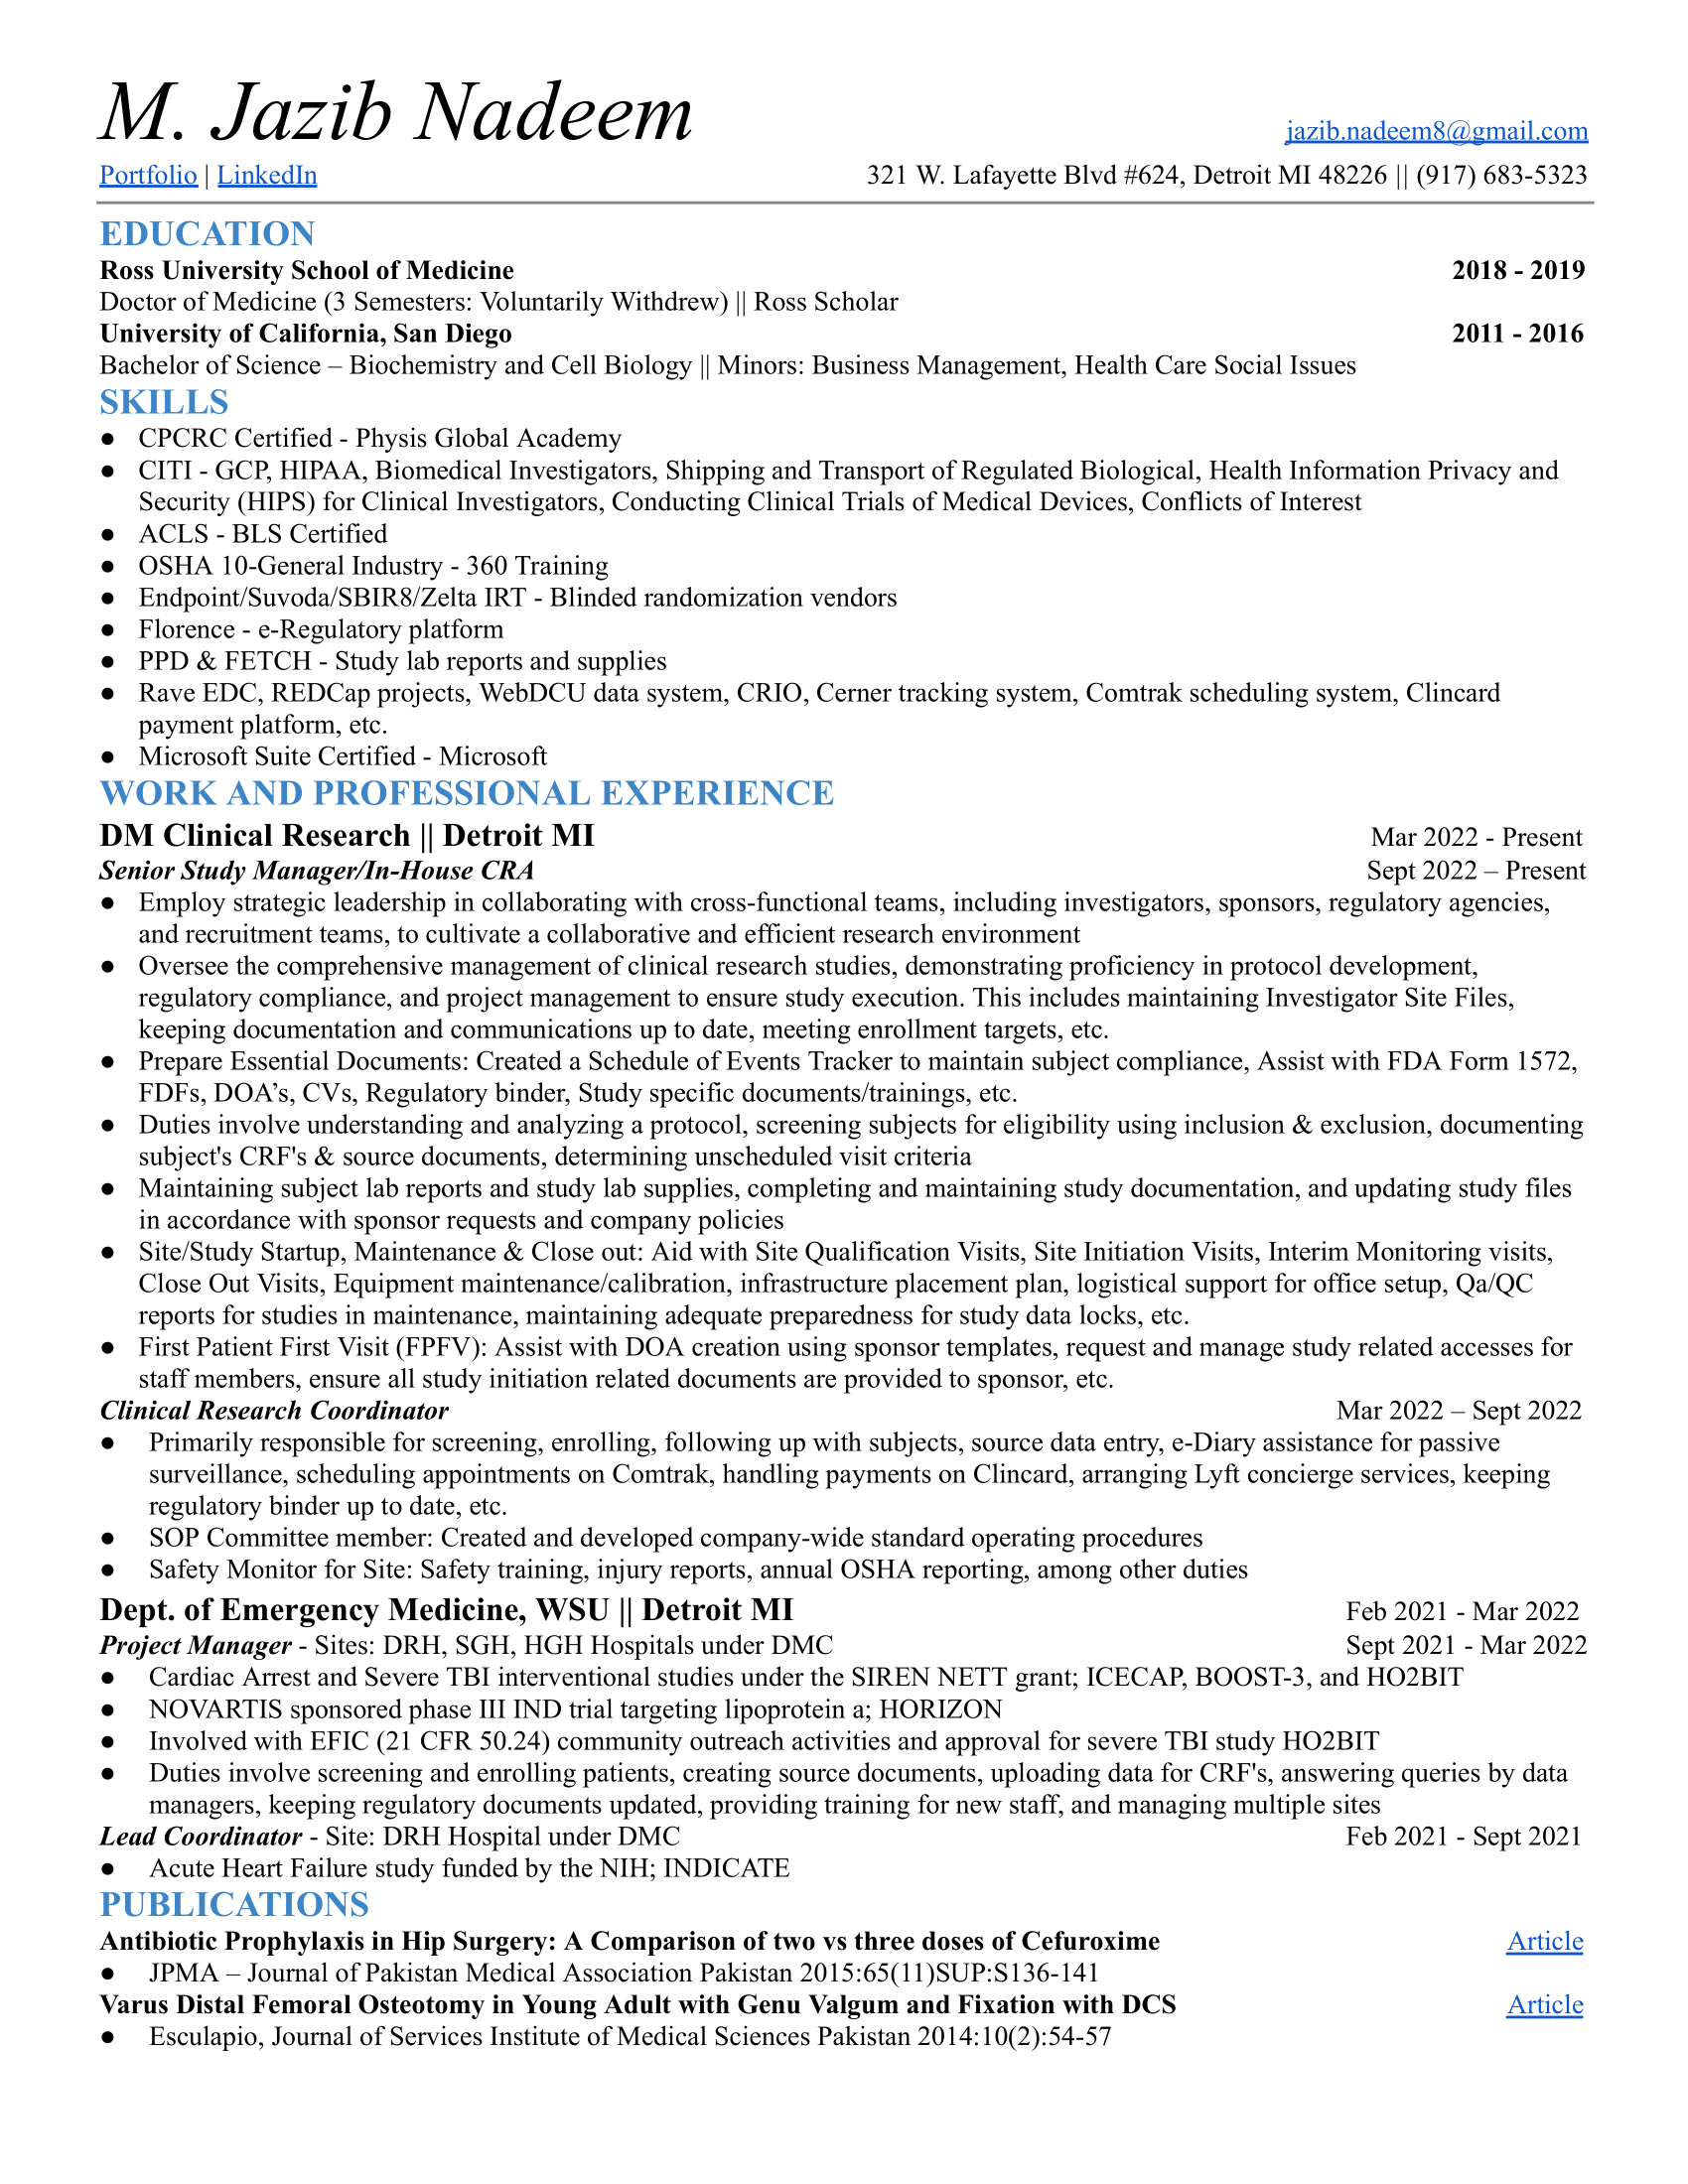 M. Jazib Nadeem
jazib.nadeem8@gmail.com
Portfolio | LinkedIn
321 W. Lafayette Blvd #624, Detroit MI 48226 || (917) 683-5323
EDUCATION
Ross University School of Medicine 2018 - 2019
Doctor of Medicine (3 Semesters: Voluntarily Withdrew) || Ross Scholar
University of California, San Diego 2011 - 2016
Bachelor of Science – Biochemistry and Cell Biology || Minors: Business Management, Health Care Social Issues
SKILLS
● CPCRC Certified - Physis Global Academy
● CITI - GCP, HIPAA, Biomedical Investigators, Shipping and Transport of Regulated Biological, Health Information Privacy and
Security (HIPS) for Clinical Investigators, Conducting Clinical Trials of Medical Devices, Conflicts of Interest
● ACLS - BLS Certified
● OSHA 10-General Industry - 360 Training
● Endpoint/Suvoda/SBIR8/Zelta IRT - Blinded randomization vendors
● Florence - e-Regulatory platform
● PPD & FETCH - Study lab reports and supplies
● Rave EDC, REDCap projects, WebDCU data system, CRIO, Cerner tracking system, Comtrak scheduling system, Clincard
payment platform, etc.
● Microsoft Suite Certified - Microsoft
WORK AND PROFESSIONAL EXPERIENCE
DM Clinical Research || Detroit MI Mar 2022 - Present
Senior Study Manager/In-House CRA Sept 2022 – Present
● Employ strategic leadership in collaborating with cross-functional teams, including investigators, sponsors, regulatory agencies,
and recruitment teams, to cultivate a collaborative and efficient research environment
● Oversee the comprehensive management of clinical research studies, demonstrating proficiency in protocol development,
regulatory compliance, and project management to ensure study execution. This includes maintaining Investigator Site Files,
keeping documentation and communications up to date, meeting enrollment targets, etc.
● Prepare Essential Documents: Created a Schedule of Events Tracker to maintain subject compliance, Assist with FDA Form 1572,
FDFs, DOA’s, CVs, Regulatory binder, Study specific documents/trainings, etc.
● Duties involve understanding and analyzing a protocol, screening subjects for eligibility using inclusion & exclusion, documenting
subject's CRF's & source documents, determining unscheduled visit criteria
● Maintaining subject lab reports and study lab supplies, completing and maintaining study documentation, and updating study files
in accordance with sponsor requests and company policies
● Site/Study Startup, Maintenance & Close out: Aid with Site Qualification Visits, Site Initiation Visits, Interim Monitoring visits,
Close Out Visits, Equipment maintenance/calibration, infrastructure placement plan, logistical support for office setup, Qa/QC
reports for studies in maintenance, maintaining adequate preparedness for study data locks, etc.
● First Patient First Visit (FPFV): Assist with DOA creation using sponsor templates, request and manage study related accesses for
staff members, ensure all study initiation related documents are provided to sponsor, etc.
Clinical Research Coordinator Mar 2022 – Sept 2022
● Primarily responsible for screening, enrolling, following up with subjects, source data entry, e-Diary assistance for passive
surveillance, scheduling appointments on Comtrak, handling payments on Clincard, arranging Lyft concierge services, keeping
regulatory binder up to date, etc.
● SOP Committee member: Created and developed company-wide standard operating procedures
● Safety Monitor for Site: Safety training, injury reports, annual OSHA reporting, among other duties
Dept. of Emergency Medicine, WSU || Detroit MI Feb 2021 - Mar 2022
Project Manager - Sites: DRH, SGH, HGH Hospitals under DMC Sept 2021 - Mar 2022
● Cardiac Arrest and Severe TBI interventional studies under the SIREN NETT grant; ICECAP, BOOST-3, and HO2BIT
● NOVARTIS sponsored phase III IND trial targeting lipoprotein a; HORIZON
● Involved with EFIC (21 CFR 50.24) community outreach activities and approval for severe TBI study HO2BIT
● Duties involve screening and enrolling patients, creating source documents, uploading data for CRF's, answering queries by data
managers, keeping regulatory documents updated, providing training for new staff, and managing multiple sites
Lead Coordinator - Site: DRH Hospital under DMC Feb 2021 - Sept 2021
● Acute Heart Failure study funded by the NIH; INDICATE
PUBLICATIONS
Antibiotic Prophylaxis in Hip Surgery: A Comparison of two vs three doses of Cefuroxime Article
● JPMA – Journal of Pakistan Medical Association Pakistan 2015:65(11)SUP:S136-141
Varus Distal Femoral Osteotomy in Young Adult with Genu Valgum and Fixation with DCS Article
● Esculapio, Journal of Services Institute of Medical Sciences Pakistan 2014:10(2):54-57